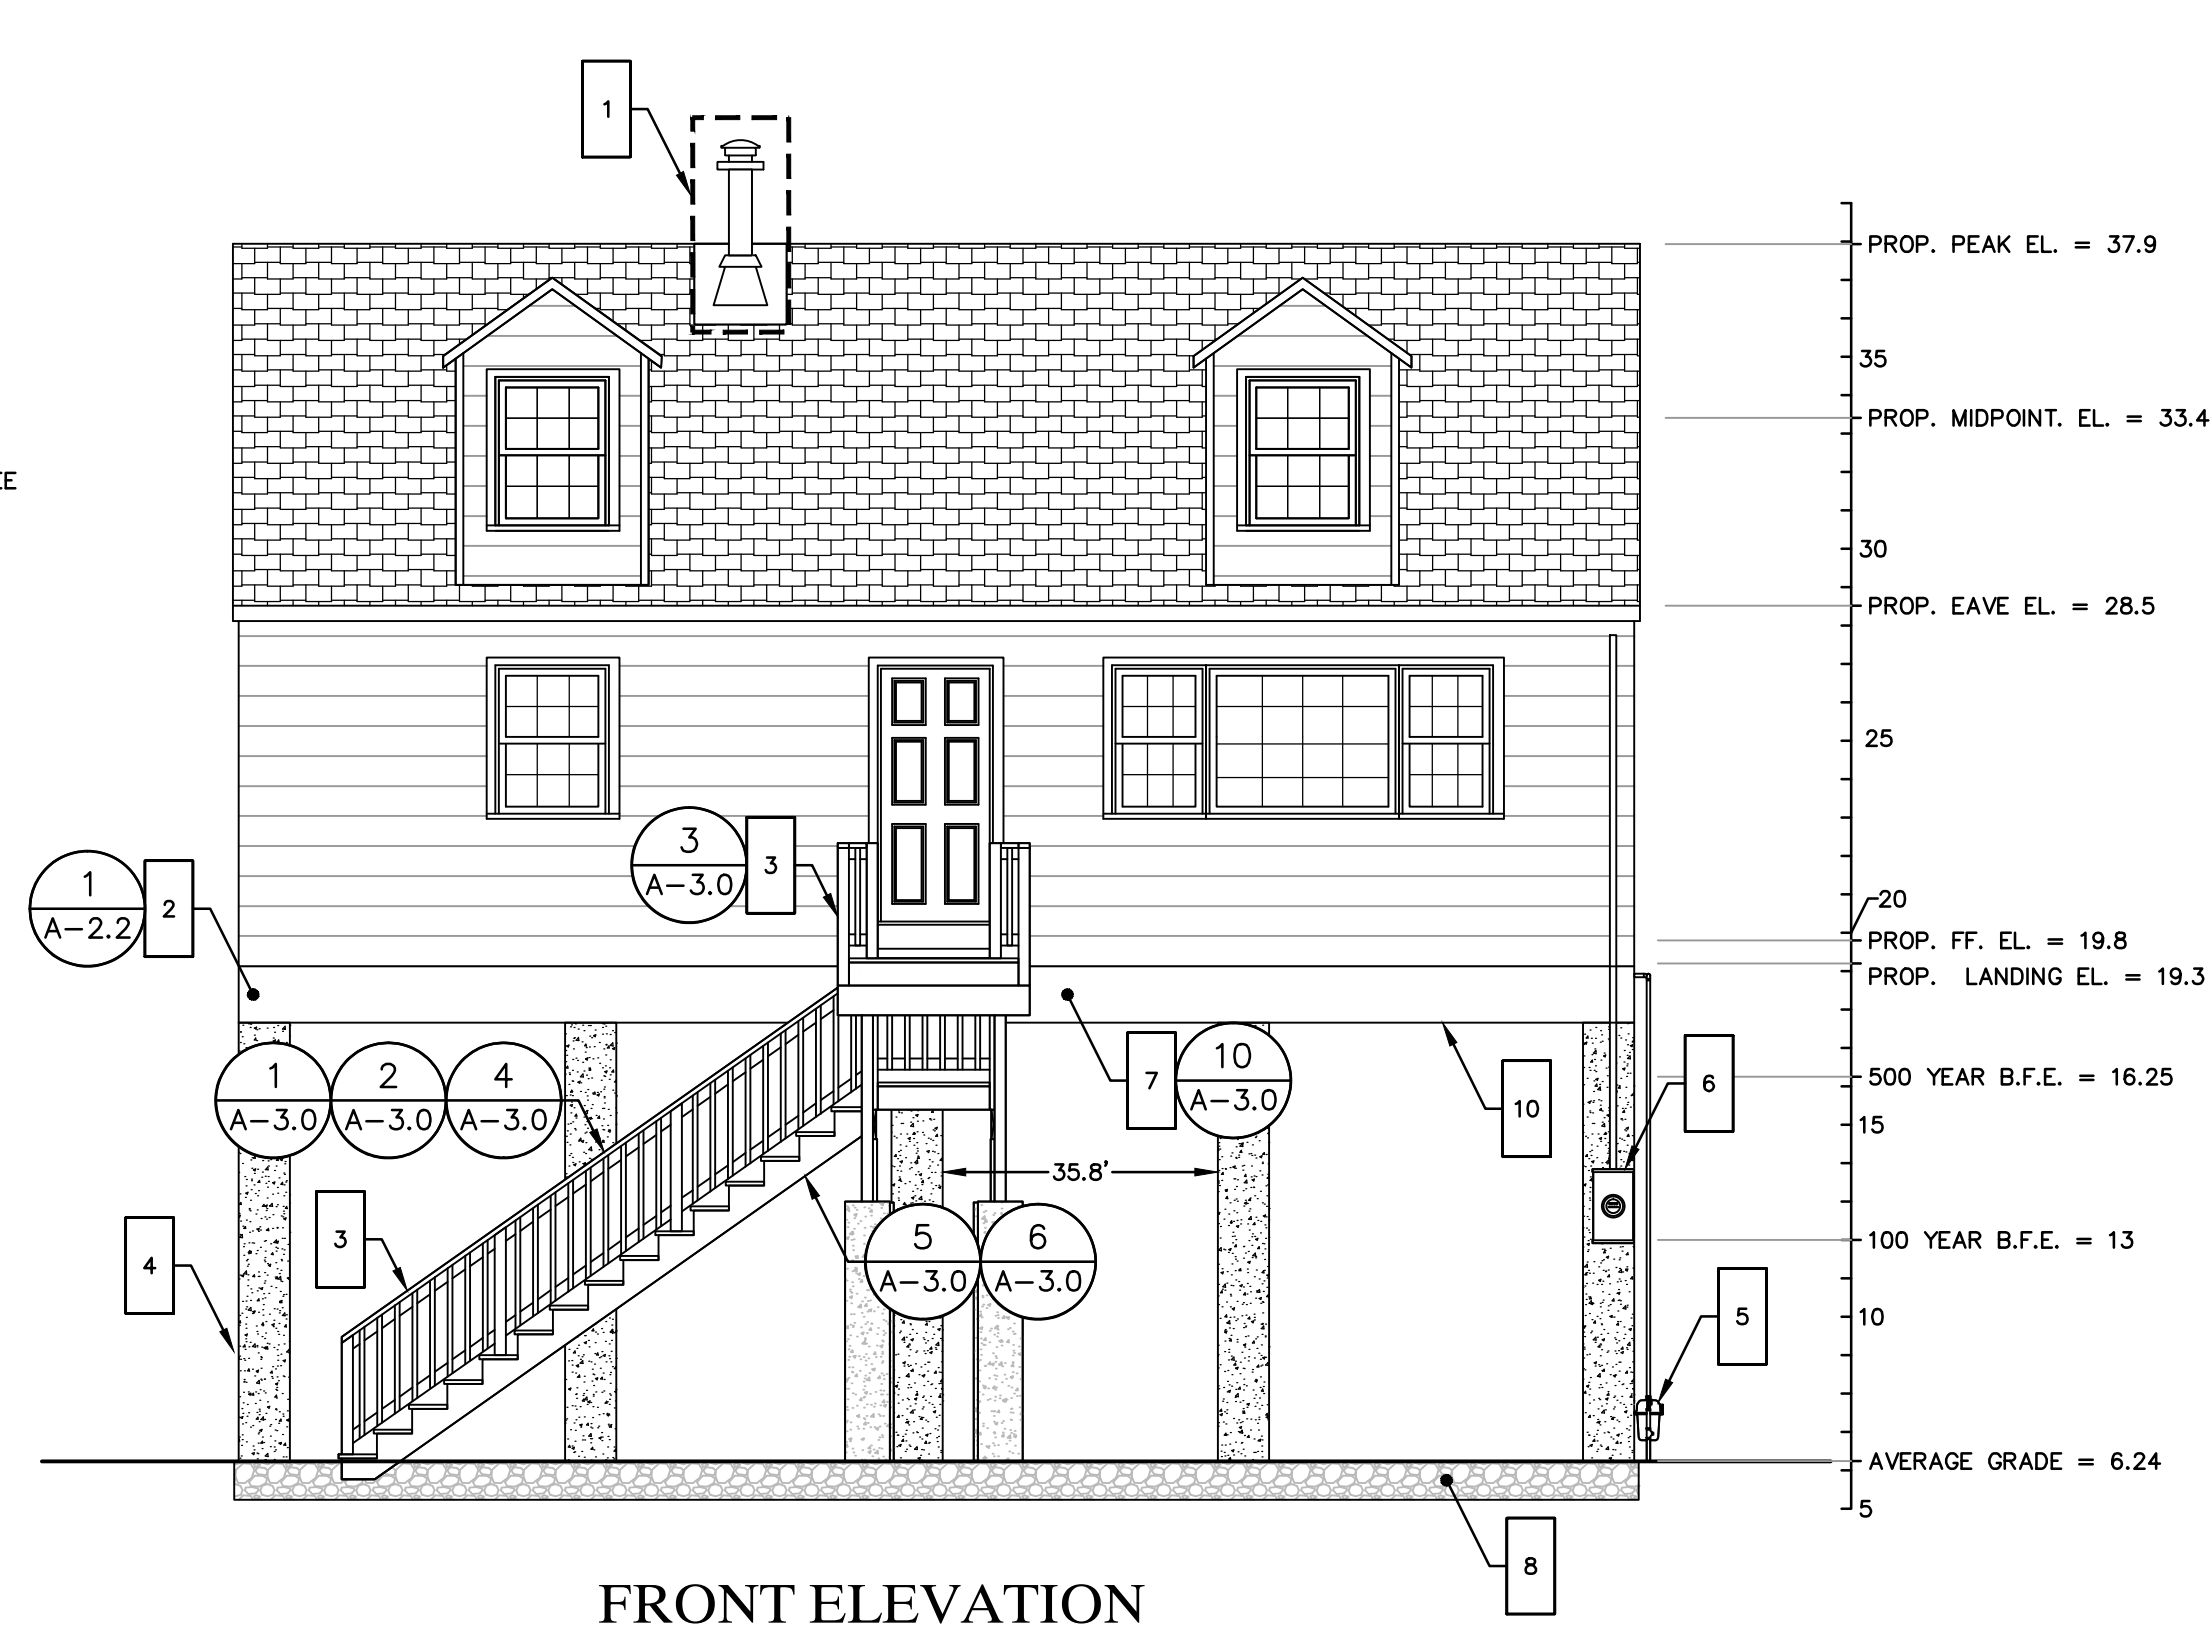 1
PROP. PEAK EL. = 37.9
35
PROP. MIDPOINT. EL. = 33.4
30
PROP. EAVE EL. = 28.5
25
3
A-3.0
3
1
A-2.2
2
20
PROP. FF. EL. = 19.8
PROP. LANDING EL. = 19.3
1
A-3.0
2
A-3.0
4
A-3.0
7
10
A-3.0
10
6
500 YEAR B.F.E. = 16.25
15
35.8'
3
4
5
A-3.0
6
A-3.0
100 YEAR B.F.E. = 13
10
5
AVERAGE GRADE = 6.24
5
8
FRONT ELEVATION